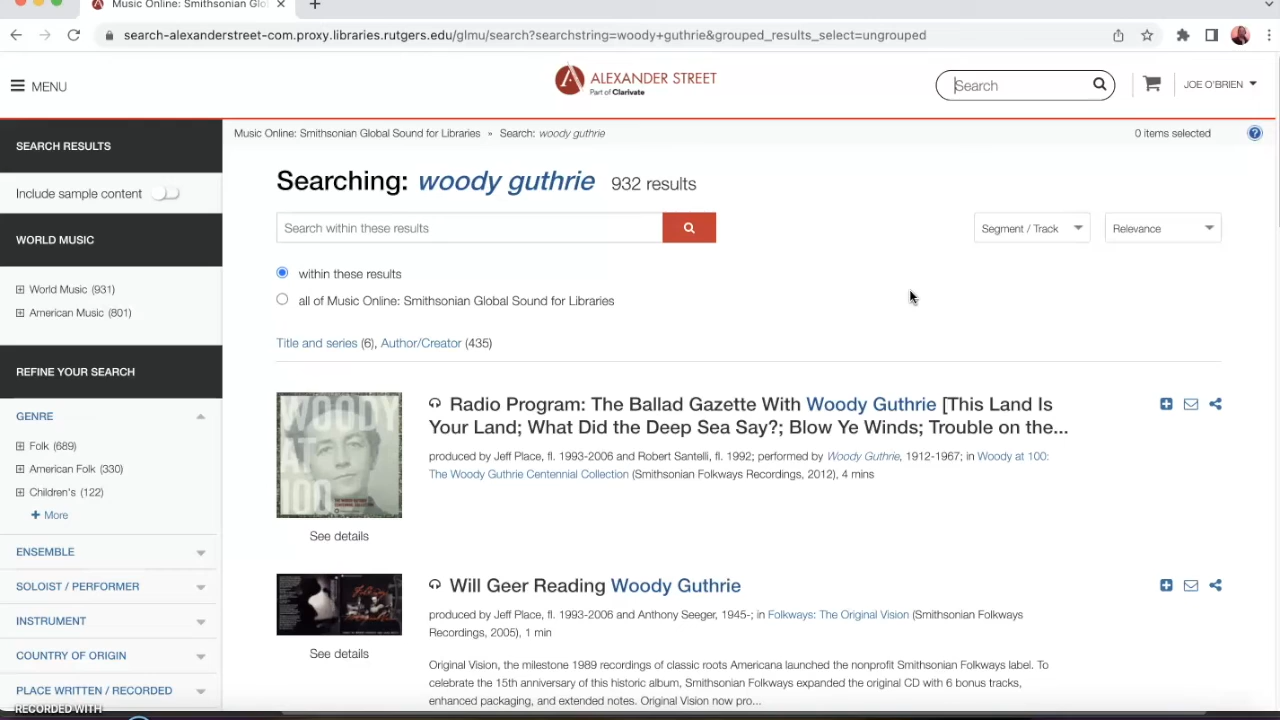 Music Online: Smithsonian Glo
search-alexanderstreet-com.proxy.libraries.rutgers.edu/glmu/search?searchstring=woody+guthrie&grouped_results_select=ungrouped
MENU
ALEXANDER STREET
Part of Clarivate
Search
JOE O'BRIEN
SEARCH RESULTS
Include sample content
WORLD MUSIC
World Music (931)
American Music (801)
REFINE YOUR SEARCH
GENRE
Folk (689)
American Folk (330)
Children's (122)
More
ENSEMBLE
SOLOIST / PERFORMER
INSTRUMENT
COUNTRY OF ORIGIN
PLACE WRITTEN / RECORDED
RECORDED WITH
Music Online: Smithsonian Global Sound for Libraries » Search: woody guthrie
0 items selected
Searching: woody guthrie 932 results
Search within these results
Segment / Track
Relevance
within these results
all of Music Online: Smithsonian Global Sound for Libraries
Title and series (6), Author/Creator (435)
WOODY
AT
100
See details
Radio Program: The Ballad Gazette With Woody Guthrie [This Land Is
Your Land; What Did the Deep Sea Say?; Blow Ye Winds; Trouble on the...
produced by Jeff Place, fl. 1993-2006 and Robert Santelli, fl. 1992; performed by Woody Guthrie, 1912-1967; in Woody at 100:
The Woody Guthrie Centennial Collection (Smithsonian Folkways Recordings, 2012), 4 mins
See details
Will Geer Reading Woody Guthrie
produced by Jeff Place, fl. 1993-2006 and Anthony Seeger, 1945-; in Folkways: The Original Vision (Smithsonian Folkways
Recordings, 2005), 1 min
Original Vision, the milestone 1989 recordings of classic roots Americana launched the nonprofit Smithsonian Folkways label. To
celebrate the 15th anniversary of this historic album, Smithsonian Folkways expanded the original CD with 6 bonus tracks,
enhanced packaging, and extended notes. Original Vision now pro...